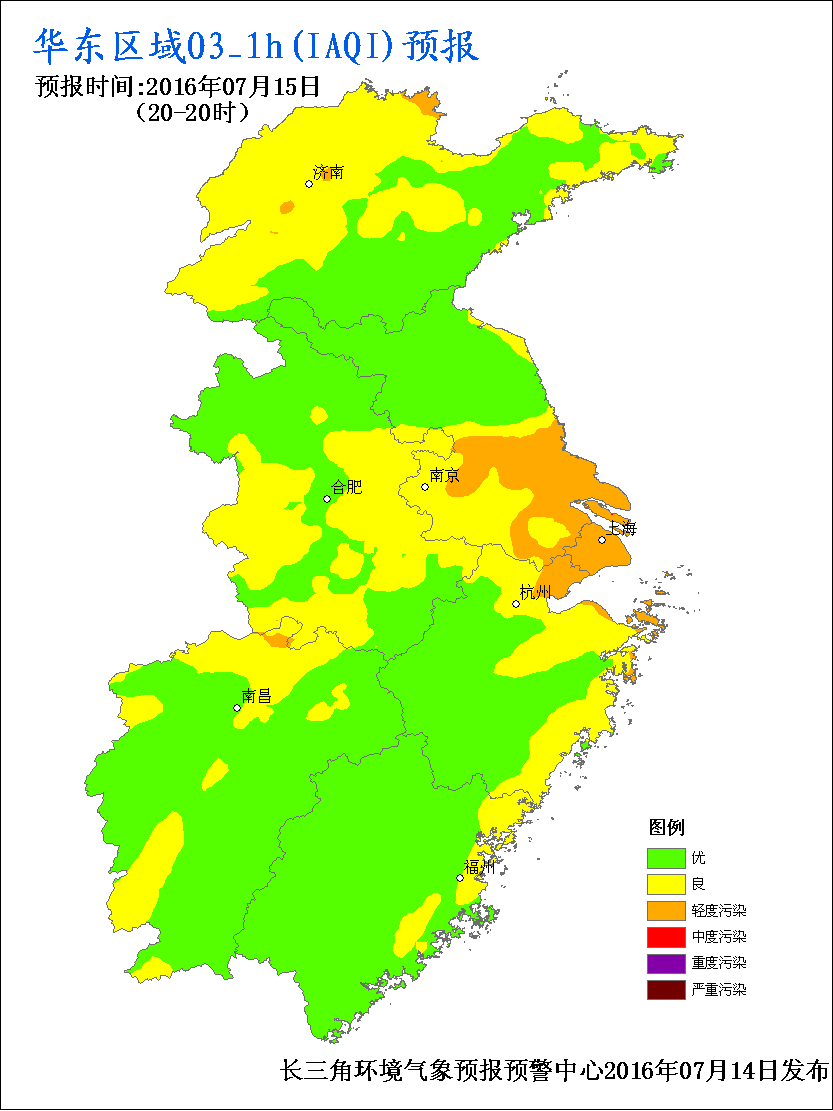 华东区域O3_1h(IAQI)预报
预报时间:2016年07月15日
(20-20时)
济南
南京
合肥
上海
杭州
南昌
福州
图例
优
良
轻度污染
中度污染
重度污染
严重污染
长三角环境气象预报预警中心2016年07月14日发布